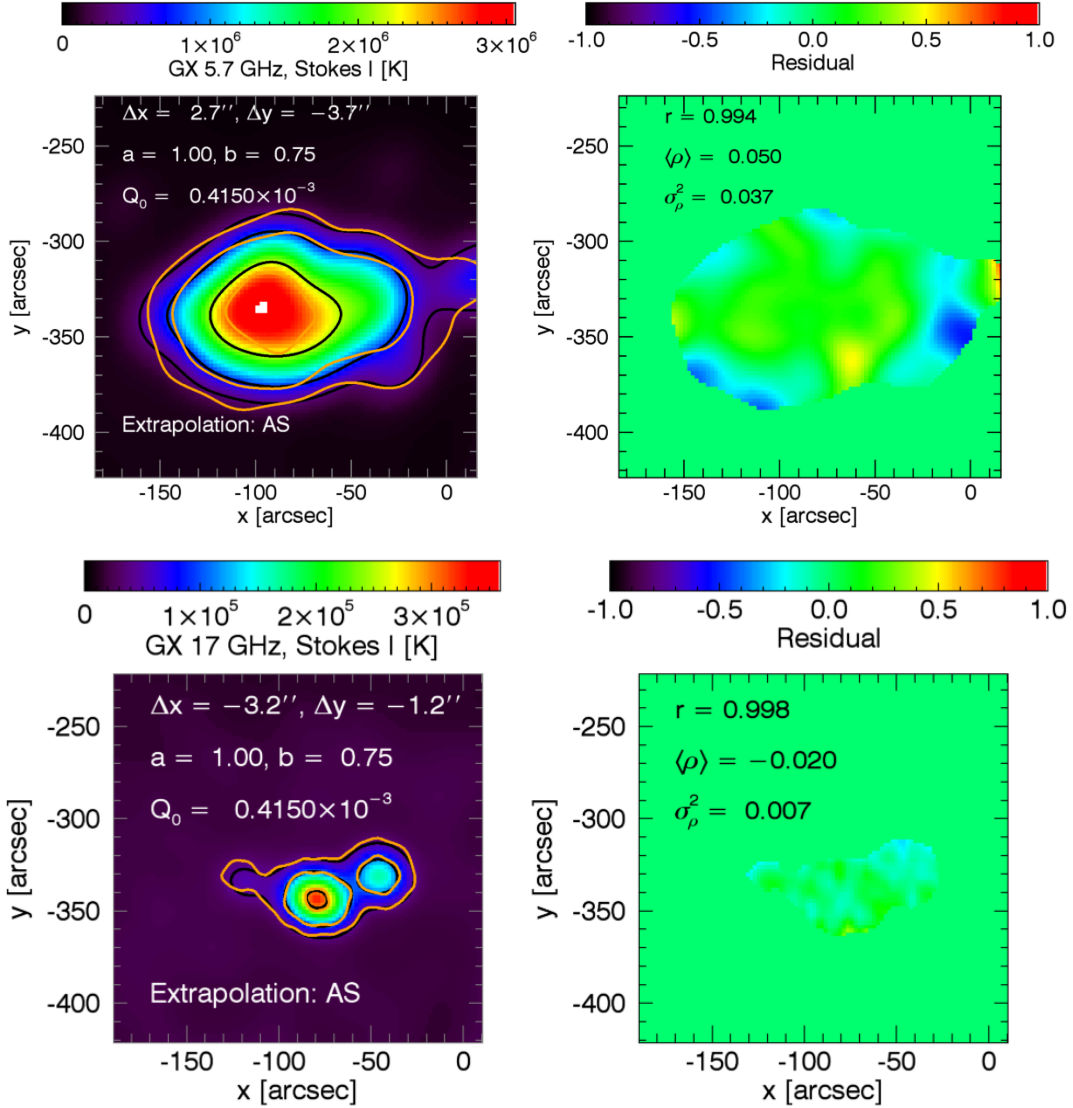 0 1×10⁶ 2×10⁶ 3×10⁶
GX 5.7 GHz, Stokes I [K]
-1.0 -0.5 0.0 0.5 1.0
Residual
Δx = 2.7'', Δy = −3.7''
a = 1.00, b = 0.75
Q₀ = 0.4150×10⁻³
Extrapolation: AS
-250
-300
-350
-400
y [arcsec]
-150 -100 -50 0
x [arcsec]
r = 0.994
⟨ρ⟩ = 0.050
σ²ᵨ = 0.037
-250
-300
-350
-400
y [arcsec]
-150 -100 -50 0
x [arcsec]
0 1×10⁵ 2×10⁵ 3×10⁵
GX 17 GHz, Stokes I [K]
-1.0 -0.5 0.0 0.5 1.0
Residual
Δx = −3.2'', Δy = −1.2''
a = 1.00, b = 0.75
Q₀ = 0.4150×10⁻³
Extrapolation: AS
-250
-300
-350
-400
y [arcsec]
-150 -100 -50 0
x [arcsec]
r = 0.998
⟨ρ⟩ = −0.020
σ²ᵨ = 0.007
-250
-300
-350
-400
y [arcsec]
-150 -100 -50 0
x [arcsec]